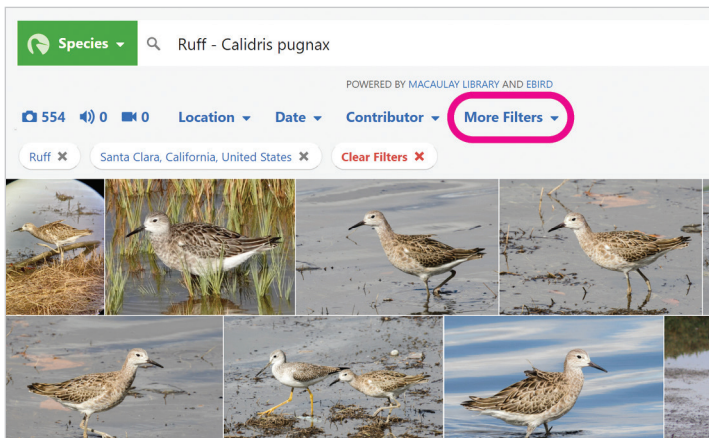 Species
Ruff - Calidris pugnax
POWERED BY MACAULAY LIBRARY AND EBIRD
554 0 0 Location Date Contributor More Filters
Ruff Santa Clara, California, United States Clear Filters